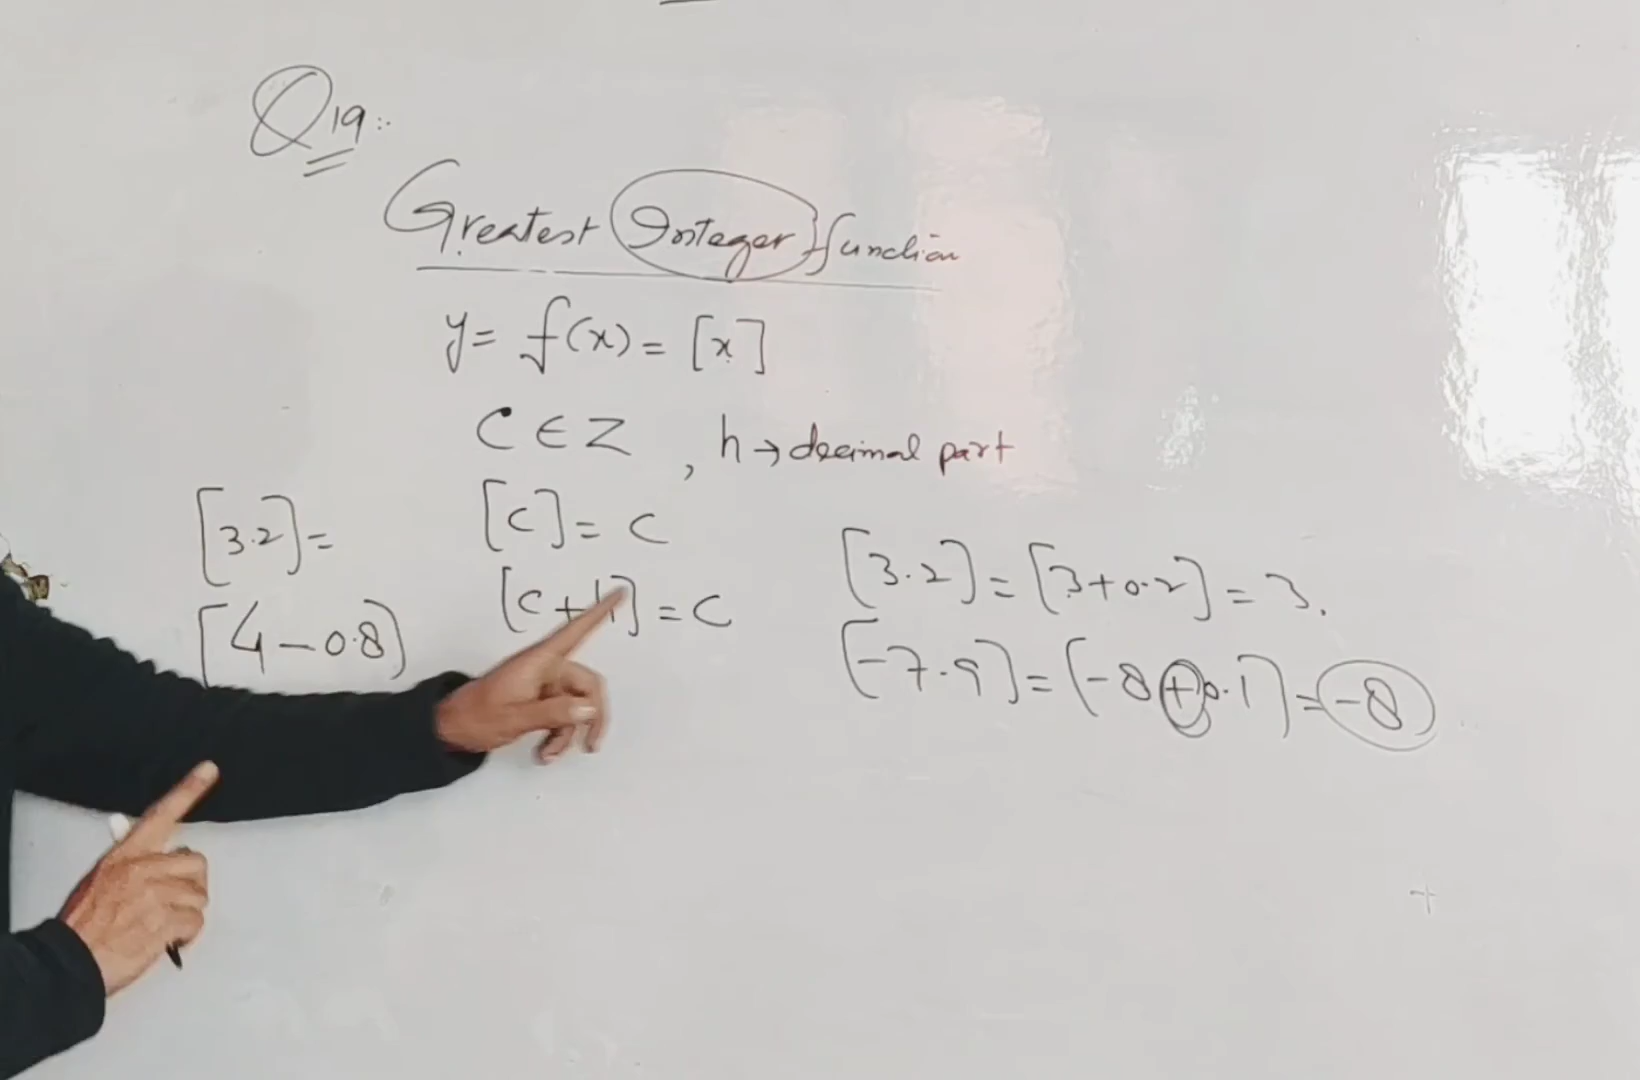 Q19:
Greatest Integer function
y = f(x) = [x]
C ∈ Z , h → decimal part
[3.2] =
[4 - 0.8]
[c] = c
[c + h] = c
[3.2] = [3 + 0.2] = 3.
[-7.9] = [-8 + 0.1] = -8
+